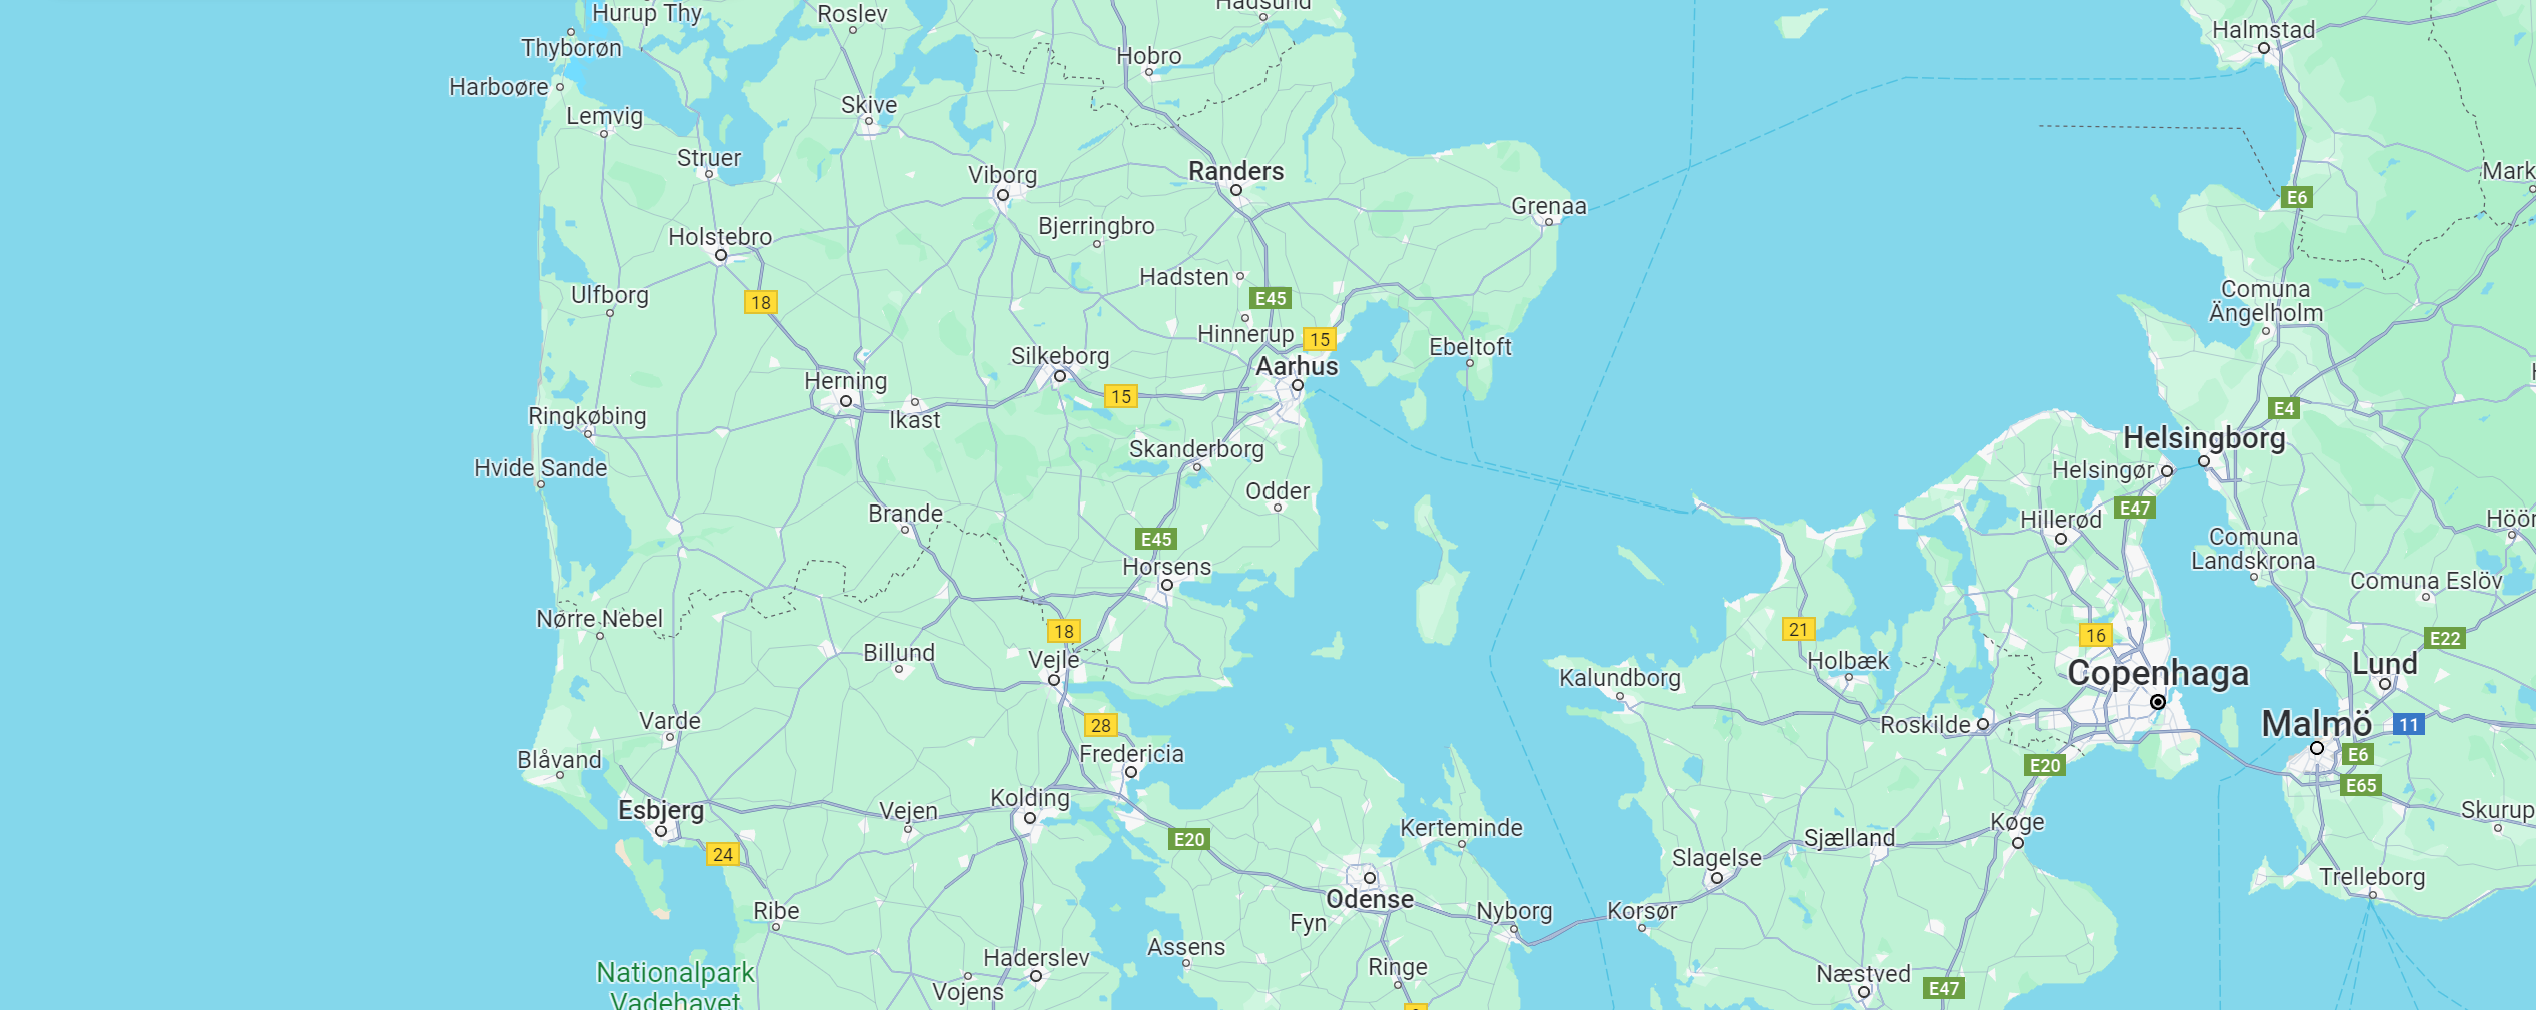 Hurup Thy
Roslev
Hadsund
Halmstad
Thyborøn
Hobro
Harboøre
Skive
Lemvig
Struer
Viborg
Randers
Mark
E6
Grenaa
Bjerringbro
Holstebro
Hadsten
Ulfborg
18
E45
Comuna
Ängelholm
Hinnerup
15
Ebeltoft
Silkeborg
Aarhus
Herning
15
Ikast
E4
Ringkøbing
Helsingborg
Skanderborg
Hvide Sande
Helsingør
Odder
E47
Brande
Hillerød
Höör
E45
Comuna
Landskrona
Horsens
Comuna Eslöv
Nørre Nebel
18
21
16
E22
Billund
Vejle
Holbæk
Copenhaga
Lund
Kalundborg
Varde
28
Roskilde
Malmö
11
Blåvand
Fredericia
E20
E6
E65
Esbjerg
Vejen
Kolding
Kerteminde
Køge
Skurup
24
E20
Sjælland
Slagelse
Odense
Trelleborg
Ribe
Fyn
Nyborg
Korsør
Assens
Haderslev
Ringe
Næstved
Nationalpark
Vadehavet
Vojens
E47